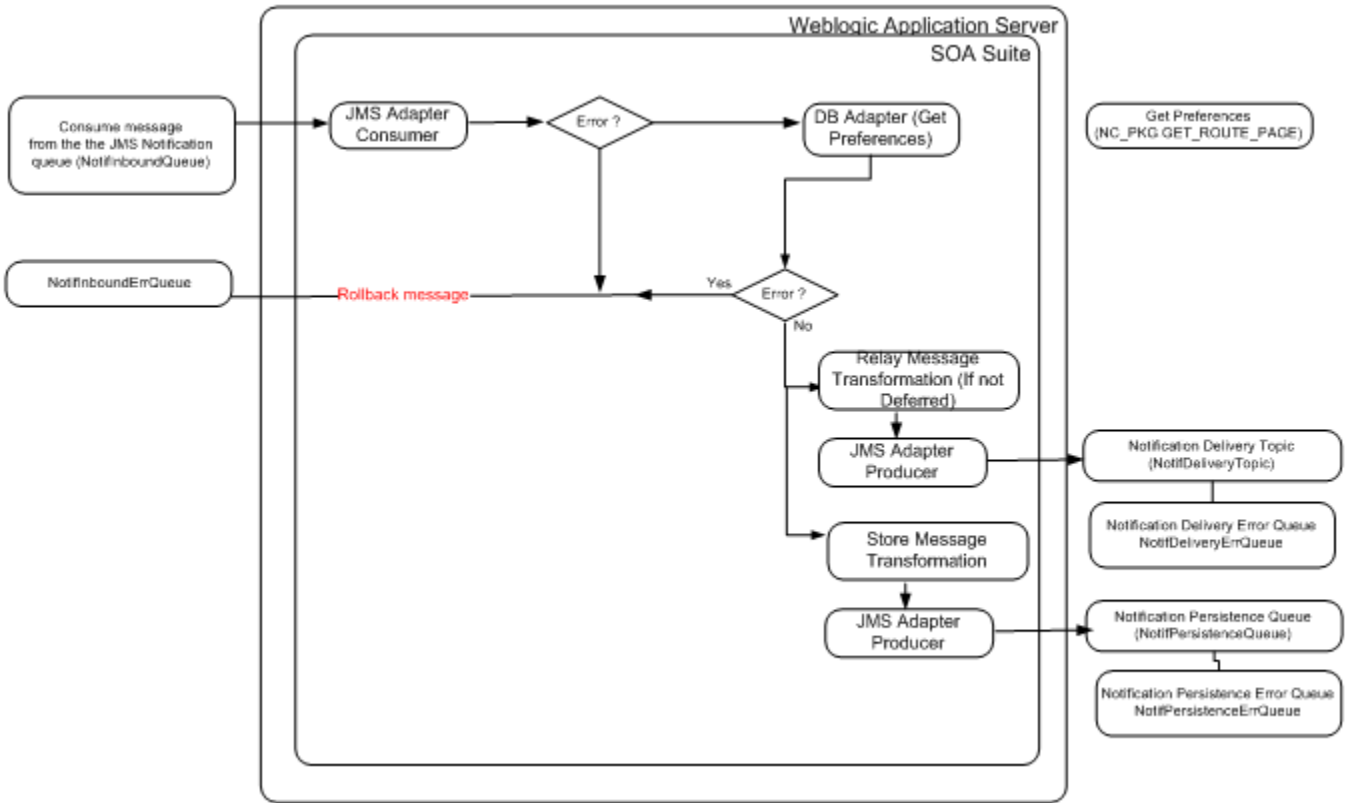 Weblogic Application Server
SOA Suite
Consume message
from the the JMS Notification
queue (NotifInboundQueue)
JMS Adapter
Consumer
Error ?
DB Adapter (Get
Preferences)
Get Preferences
(NC_PKG GET_ROUTE_PAGE)
NotifInboundErrQueue
Rollback message
Yes
Error ?
No
Relay Message
Transformation (If not
Deferred)
JMS Adapter
Producer
Notification Delivery Topic
(NotifDeliveryTopic)
Notification Delivery Error Queue
NotifDeliveryErrQueue
Store Message
Transformation
JMS Adapter
Producer
Notification Persistence Queue
(NotifPersistenceQueue)
Notification Persistence Error Queue
NotifPersistenceErrQueue